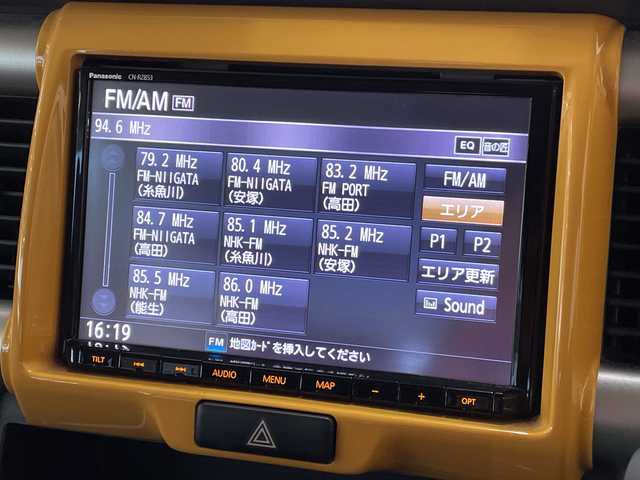 Panasonic CN-RZ853
FM/AM FM
94.6 MHz
EQ 音の匠
79.2 MHz
FM-NIIGATA
(糸魚川)
80.4 MHz
FM-NIIGATA
(安塚)
83.2 MHz
FM PORT
(高田)
FM/AM
エリア
84.7 MHz
FM-NIIGATA
(高田)
85.1 MHz
NHK-FM
(糸魚川)
85.2 MHz
NHK-FM
(安塚)
P1 P2
エリア更新
85.5 MHz
NHK-FM
(能生)
86.0 MHz
NHK-FM
(高田)
Sound
16:19
FM 地図ｶｰﾄﾞを挿入してください
TILT AUDIO MENU MAP - + OPT